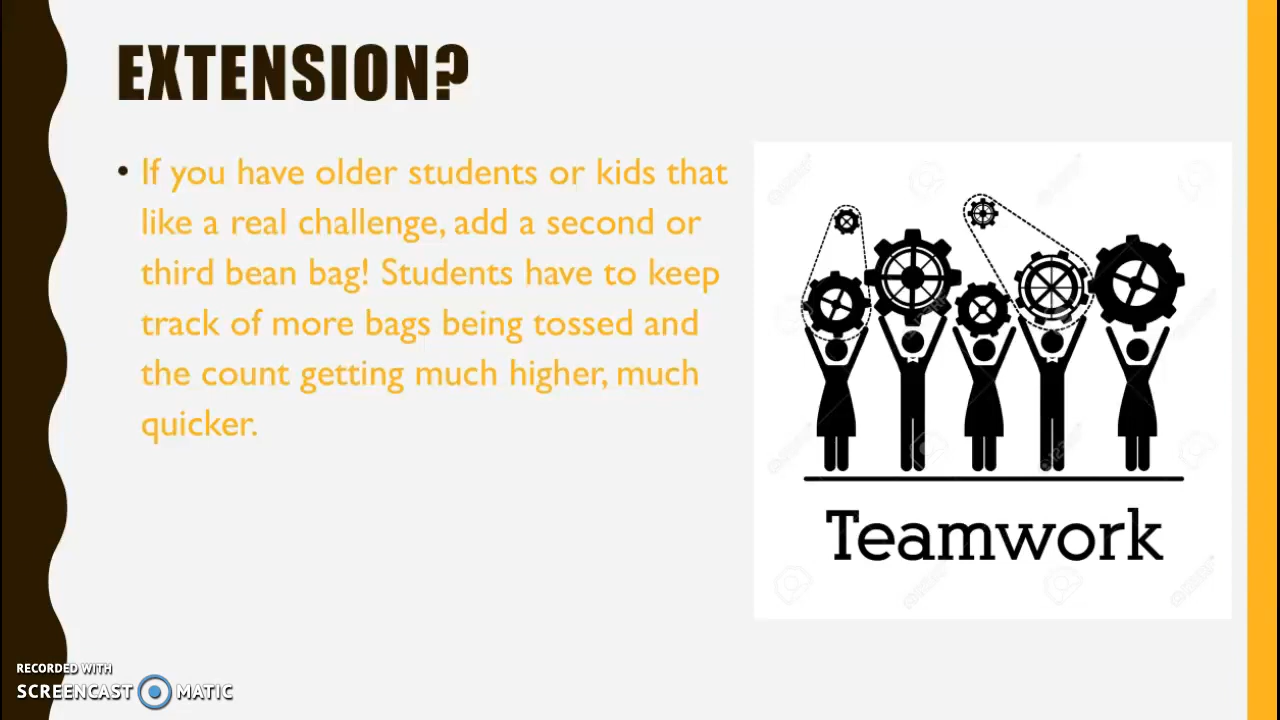 EXTENSION?
• If you have older students or kids that
like a real challenge, add a second or
third bean bag! Students have to keep
track of more bags being tossed and
the count getting much higher, much
quicker.
Teamwork
RECORDED WITH
SCREENCAST MATIC